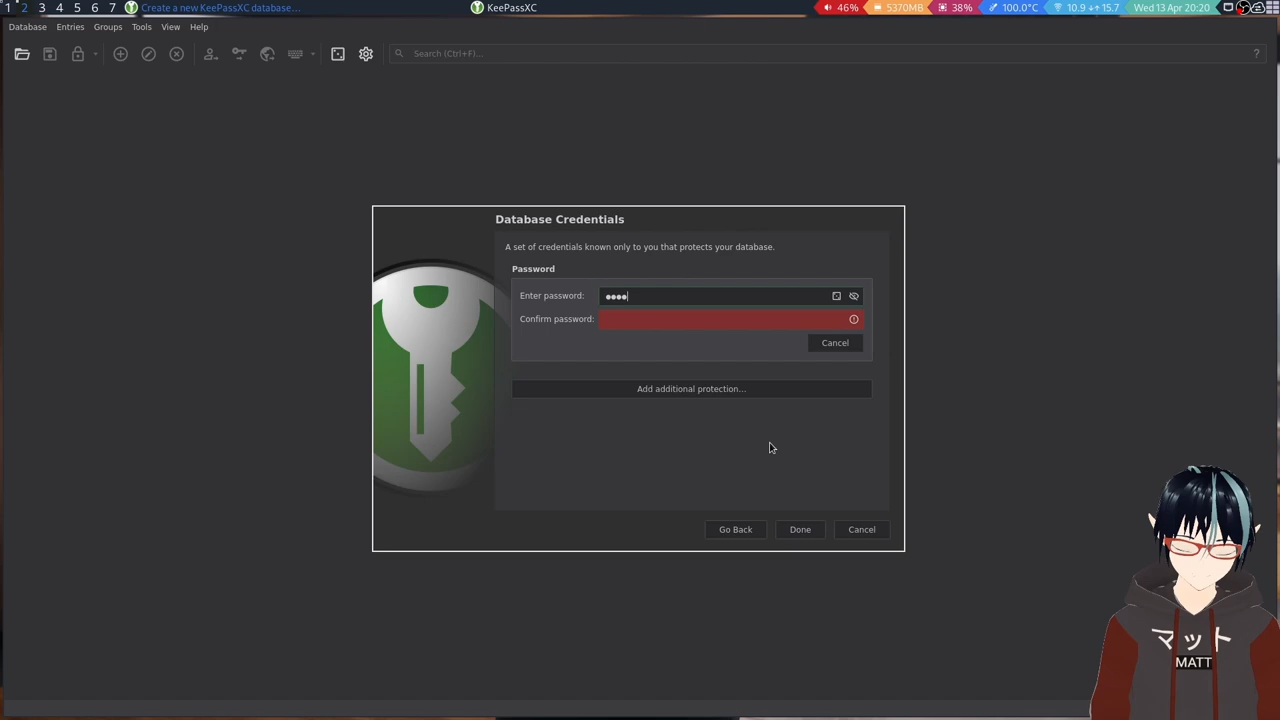 1 2 3 4 5 6 7 Create a new KeePassXC database... KeePassXC 46% 5370MB 38% 100.0°C 10.9 ↓↑ 15.7 Wed 13 Apr 20:20
Database Entries Groups Tools View Help
Search (Ctrl+F)... ?
Database Credentials
A set of credentials known only to you that protects your database.
Password
Enter password: ●●●●
Confirm password:
Cancel
Add additional protection...
Go Back Done Cancel
マット
MATT